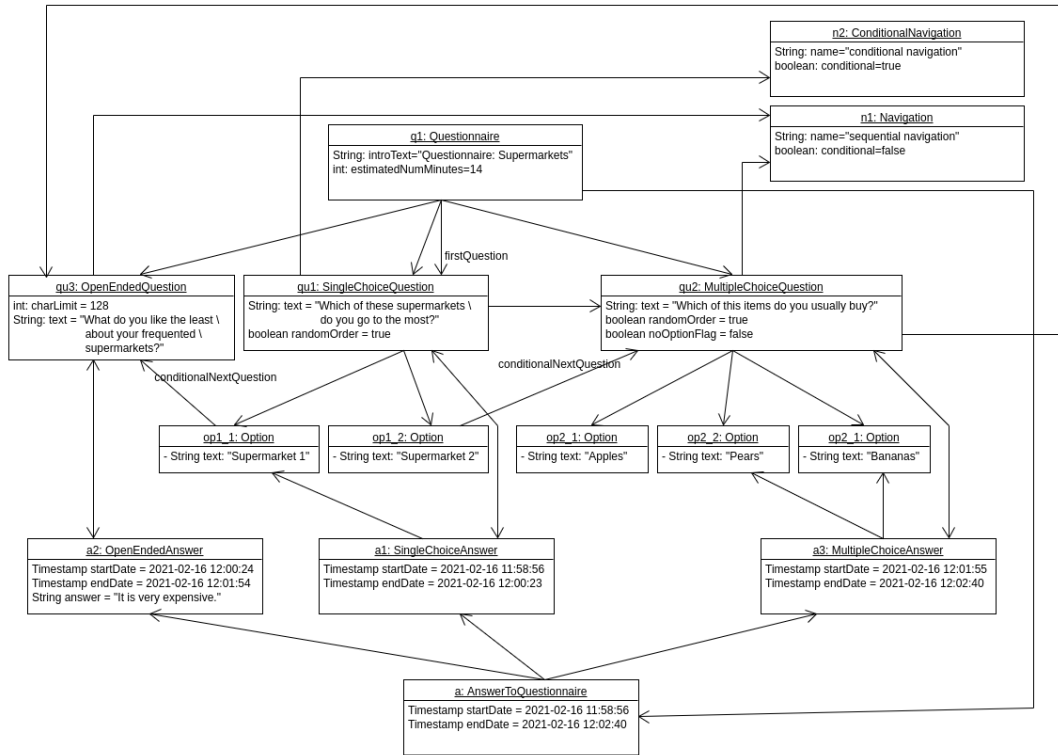 n2: ConditionalNavigation
String: name="conditional navigation"
boolean: conditional=true
n1: Navigation
String: name="sequential navigation"
boolean: conditional=false
q1: Questionnaire
String: introText="Questionnaire: Supermarkets"
int: estimatedNumMinutes=14
firstQuestion
qu3: OpenEndedQuestion
int: charLimit = 128
String: text = "What do you like the least \
about your frequented \
supermarkets?"
qu1: SingleChoiceQuestion
String: text = "Which of these supermarkets \
do you go to the most?"
boolean randomOrder = true
qu2: MultipleChoiceQuestion
String: text = "Which of this items do you usually buy?"
boolean randomOrder = true
boolean noOptionFlag = false
conditionalNextQuestion
conditionalNextQuestion
op1_1: Option
- String text: "Supermarket 1"
op1_2: Option
- String text: "Supermarket 2"
op2_1: Option
- String text: "Apples"
op2_2: Option
- String text: "Pears"
op2_1: Option
- String text: "Bananas"
a2: OpenEndedAnswer
Timestamp startDate = 2021-02-16 12:00:24
Timestamp endDate = 2021-02-16 12:01:54
String answer = "It is very expensive."
a1: SingleChoiceAnswer
Timestamp startDate = 2021-02-16 11:58:56
Timestamp endDate = 2021-02-16 12:00:23
a3: MultipleChoiceAnswer
Timestamp startDate = 2021-02-16 12:01:55
Timestamp endDate = 2021-02-16 12:02:40
a: AnswerToQuestionnaire
Timestamp startDate = 2021-02-16 11:58:56
Timestamp endDate = 2021-02-16 12:02:40